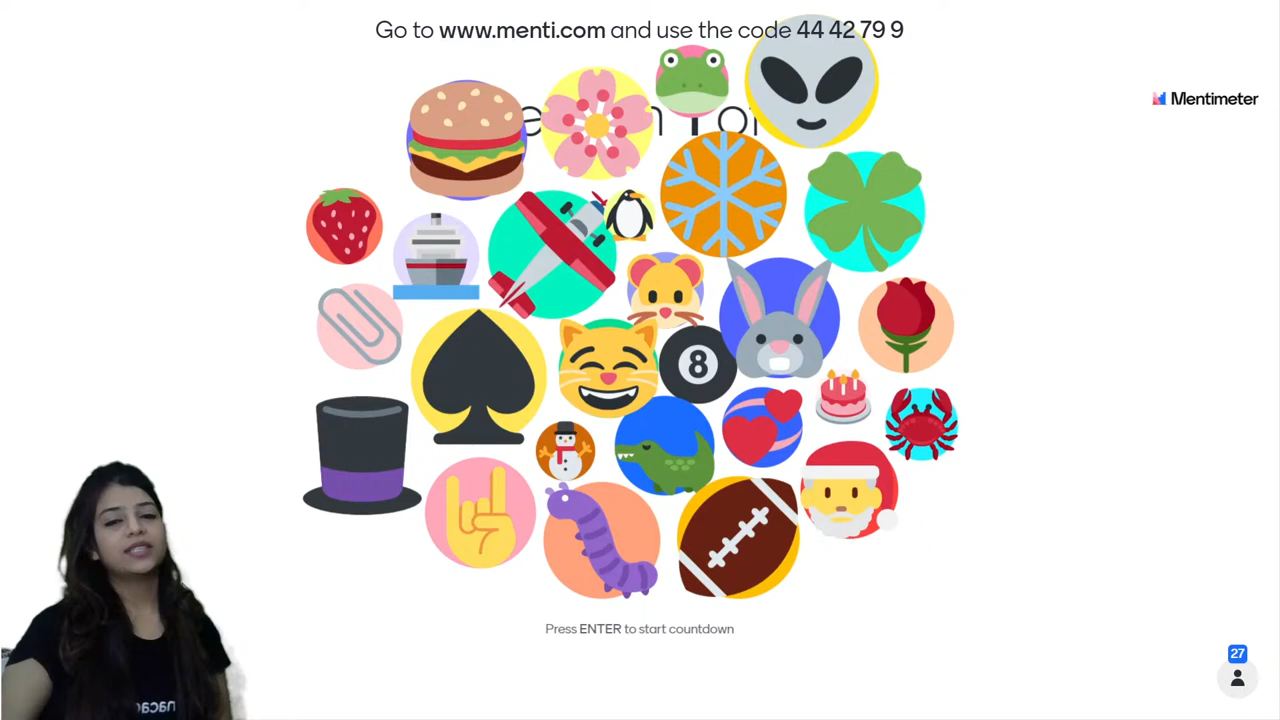 Go to www.menti.com and use the code 44 42 79 9
Mentimeter
8
Press ENTER to start countdown
27